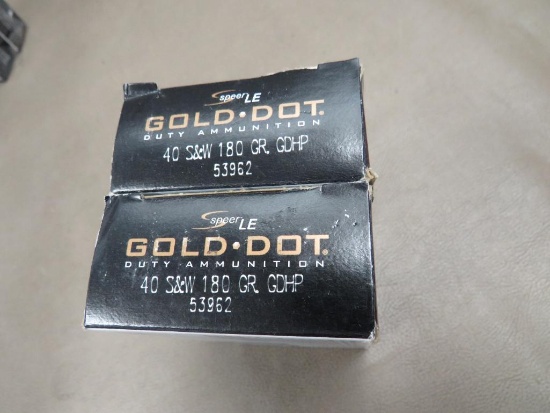 Speer LE
GOLD·DOT®
DUTY AMMUNITION
40 S&W 180 GR. GDHP
53962
Speer LE
GOLD·DOT®
DUTY AMMUNITION
40 S&W 180 GR. GDHP
53962